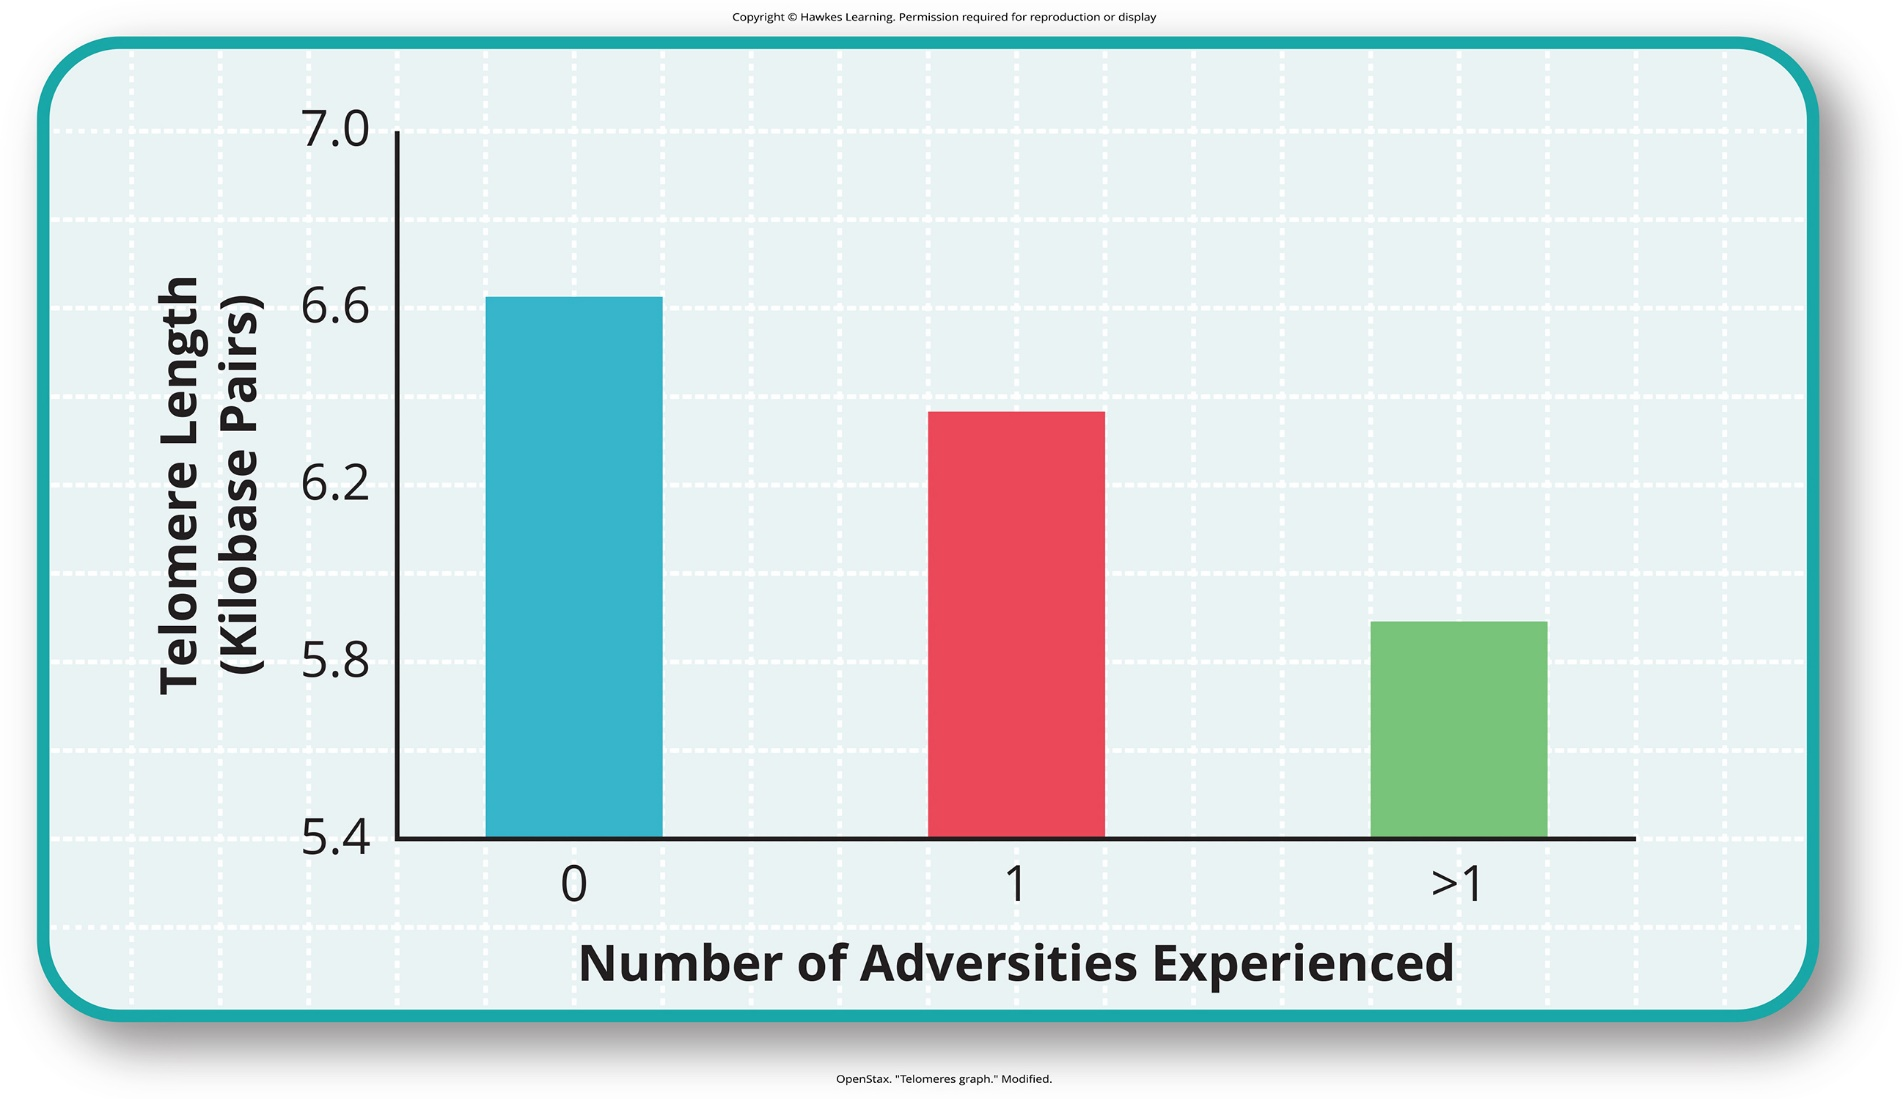 Copyright © Hawkes Learning. Permission required for reproduction or display
7.0
6.6
6.2
5.8
5.4
Telomere Length
(Kilobase Pairs)
0
1
>1
Number of Adversities Experienced
OpenStax. "Telomeres graph." Modified.